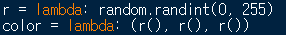 r = lambda: random.randint(0, 255)
color = lambda: (r(), r(), r())